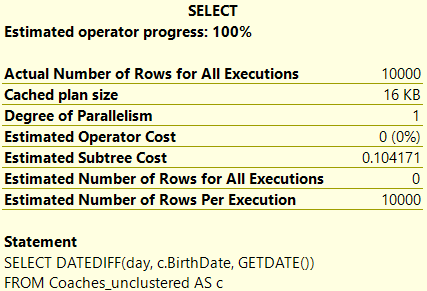 SELECT
Estimated operator progress: 100%
Actual Number of Rows for All Executions 10000
Cached plan size 16 KB
Degree of Parallelism 1
Estimated Operator Cost 0 (0%)
Estimated Subtree Cost 0.104171
Estimated Number of Rows for All Executions 0
Estimated Number of Rows Per Execution 10000
Statement
SELECT DATEDIFF(day, c.BirthDate, GETDATE())
FROM Coaches_unclustered AS c